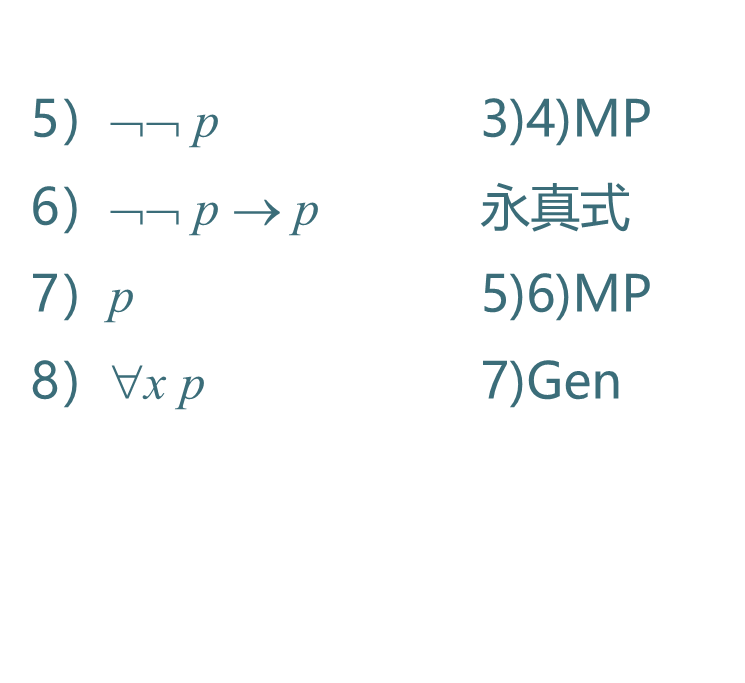 5）¬¬ p 3)4)MP
6）¬¬ p → p 永真式
7）p 5)6)MP
8）∀x p 7)Gen